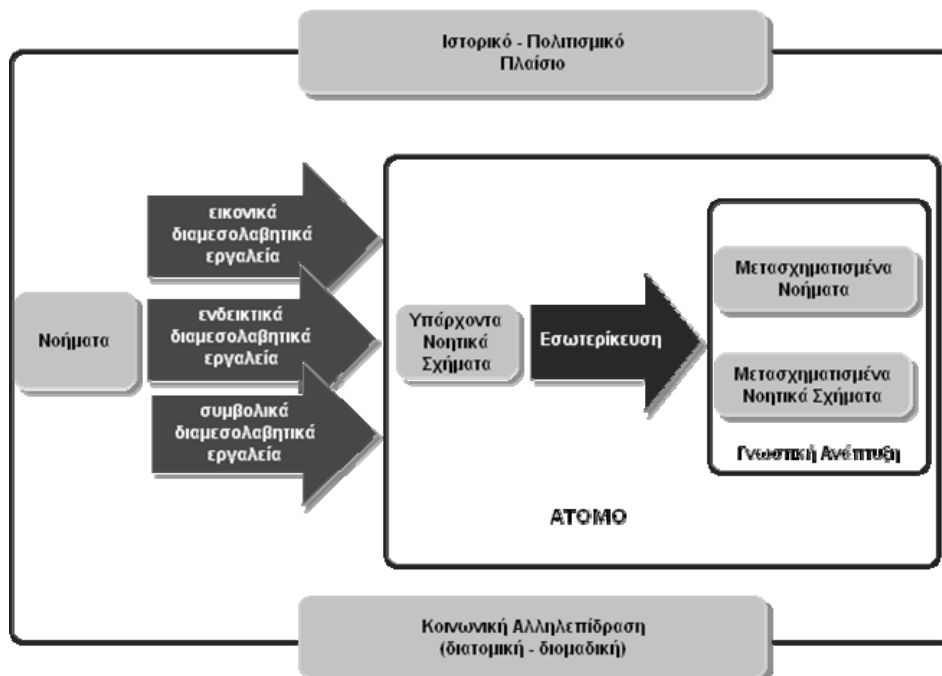 Ιστορικό - Πολιτισμικό
Πλαίσιο
εικονικά
διαμεσολαβητικά
εργαλεία
Νοήματα
ενδεικτικά
διαμεσολαβητικά
εργαλεία
συμβολικά
διαμεσολαβητικά
εργαλεία
Υπάρχοντα
Νοητικά
Σχήματα
Εσωτερίκευση
Μετασχηματισμένα
Νοήματα
Μετασχηματισμένα
Νοητικά Σχήματα
Γνωστική Ανάπτυξη
ΑΤΟΜΟ
Κοινωνική Αλληλεπίδραση
(διατομική - διομαδική)